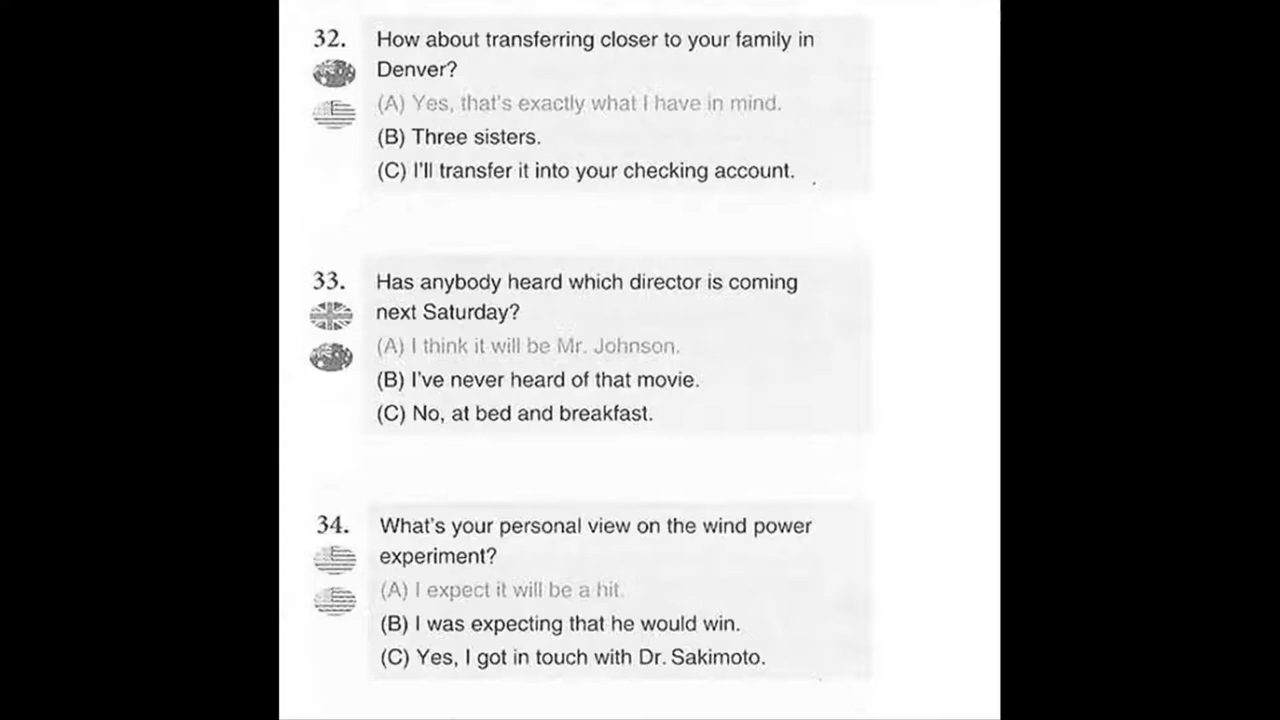 32. How about transferring closer to your family in
Denver?
(A) Yes, that's exactly what I have in mind.
(B) Three sisters.
(C) I'll transfer it into your checking account.
33. Has anybody heard which director is coming
next Saturday?
(A) I think it will be Mr. Johnson.
(B) I've never heard of that movie.
(C) No, at bed and breakfast.
34. What's your personal view on the wind power
experiment?
(A) I expect it will be a hit.
(B) I was expecting that he would win.
(C) Yes, I got in touch with Dr. Sakimoto.